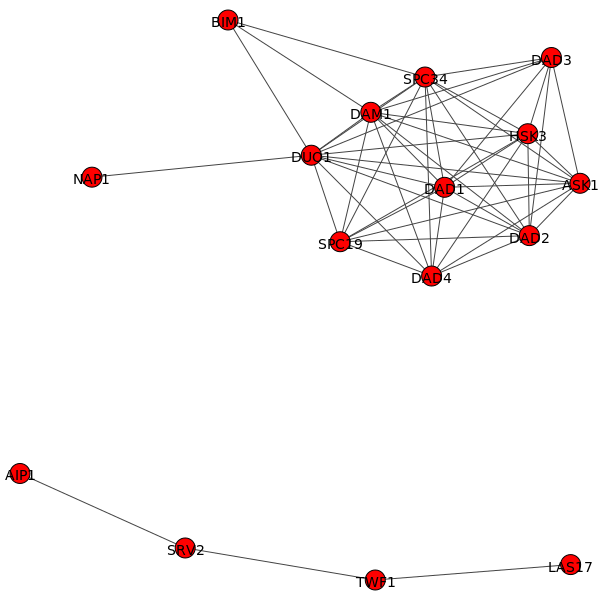 BIM1
DAD3
SPC34
DAM1
HSK3
DUO1
NAP1
DAD1
ASK1
SPC19
DAD2
DAD4
AIP1
SRV2
LAS17
TWF1